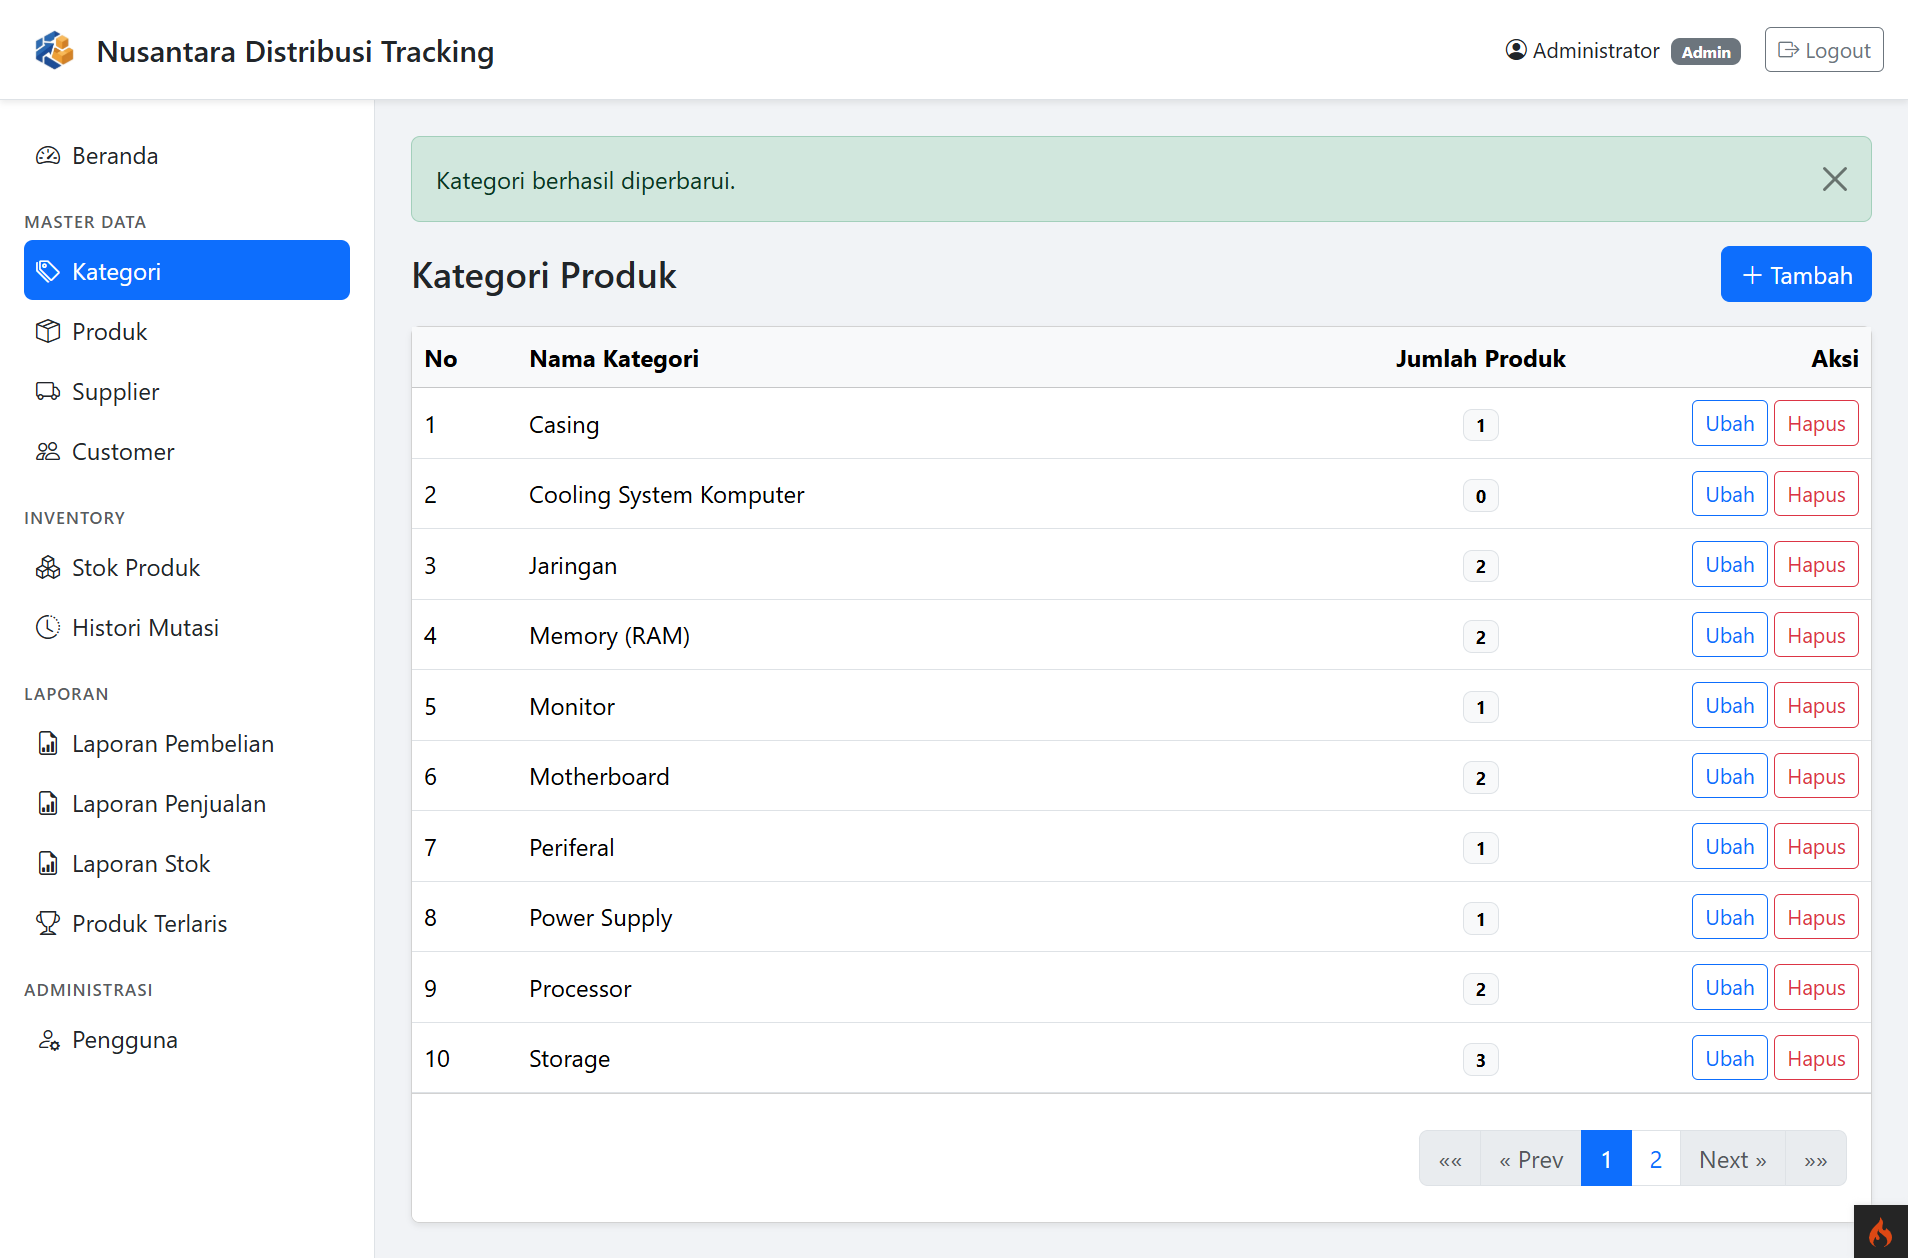 Nusantara Distribusi Tracking
Administrator Admin Logout
Beranda
MASTER DATA
Kategori
Produk
Supplier
Customer
INVENTORY
Stok Produk
Histori Mutasi
LAPORAN
Laporan Pembelian
Laporan Penjualan
Laporan Stok
Produk Terlaris
ADMINISTRASI
Pengguna
Kategori berhasil diperbarui.
Kategori Produk
+ Tambah
No Nama Kategori Jumlah Produk Aksi
1 Casing 1 Ubah Hapus
2 Cooling System Komputer 0 Ubah Hapus
3 Jaringan 2 Ubah Hapus
4 Memory (RAM) 2 Ubah Hapus
5 Monitor 1 Ubah Hapus
6 Motherboard 2 Ubah Hapus
7 Periferal 1 Ubah Hapus
8 Power Supply 1 Ubah Hapus
9 Processor 2 Ubah Hapus
10 Storage 3 Ubah Hapus
«« « Prev 1 2 Next » »»